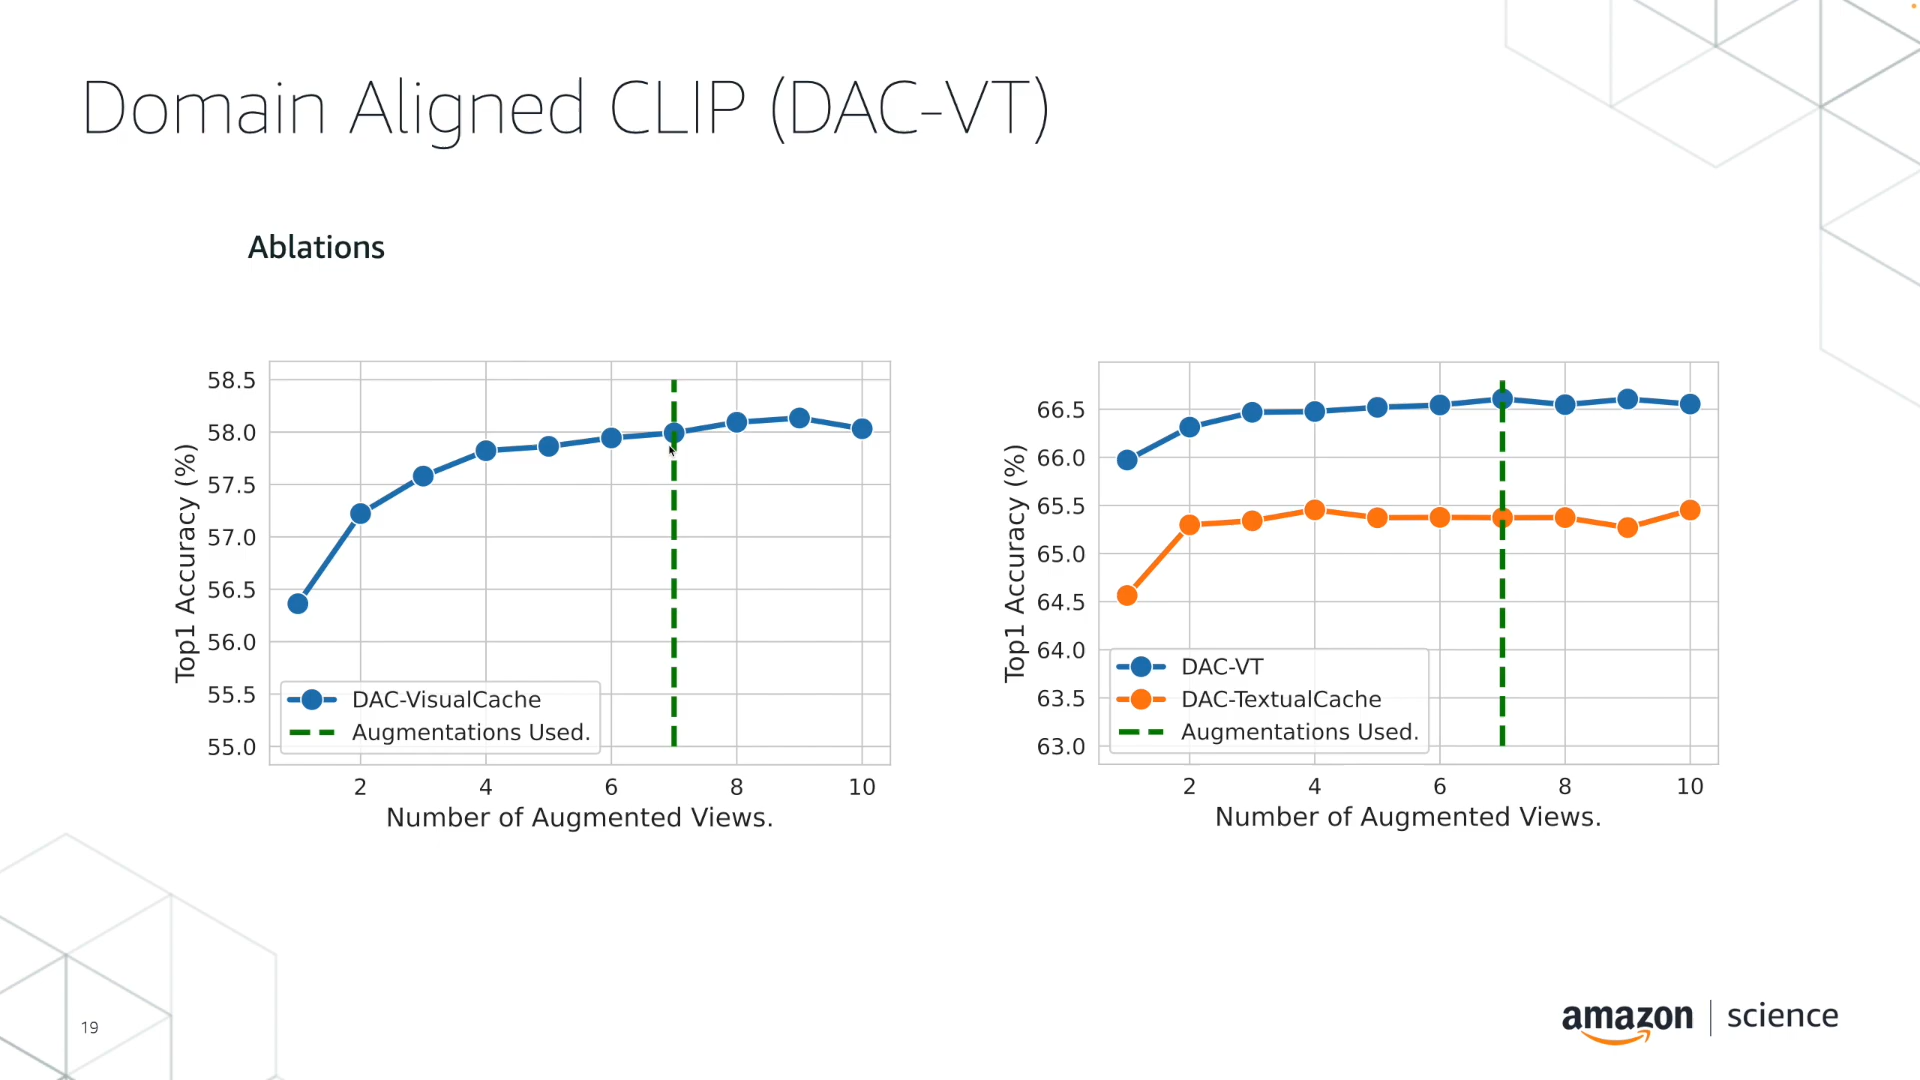 Domain Aligned CLIP (DAC-VT)
Ablations
58.5
58.0
57.5
57.0
56.5
56.0
55.5
55.0
Top1 Accuracy (%)
DAC-VisualCache
Augmentations Used.
2 4 6 8 10
Number of Augmented Views.
66.5
66.0
65.5
65.0
64.5
64.0
63.5
63.0
Top1 Accuracy (%)
DAC-VT
DAC-TextualCache
Augmentations Used.
2 4 6 8 10
Number of Augmented Views.
19
amazon | science